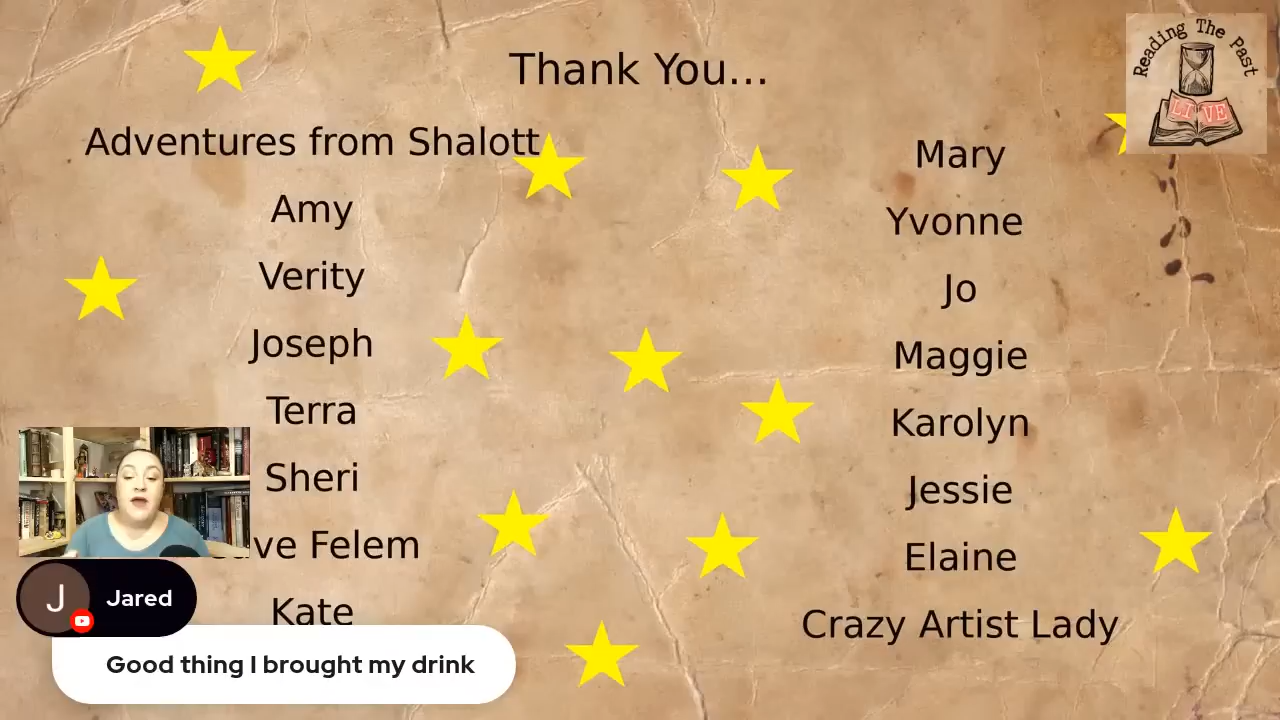 Thank You...
Reading The Past
LIVE
Adventures from Shalott
Amy
Verity
Joseph
Terra
Sheri
Felem
Kate
Mary
Yvonne
Jo
Maggie
Karolyn
Jessie
Elaine
Crazy Artist Lady
J
Jared
Good thing I brought my drink